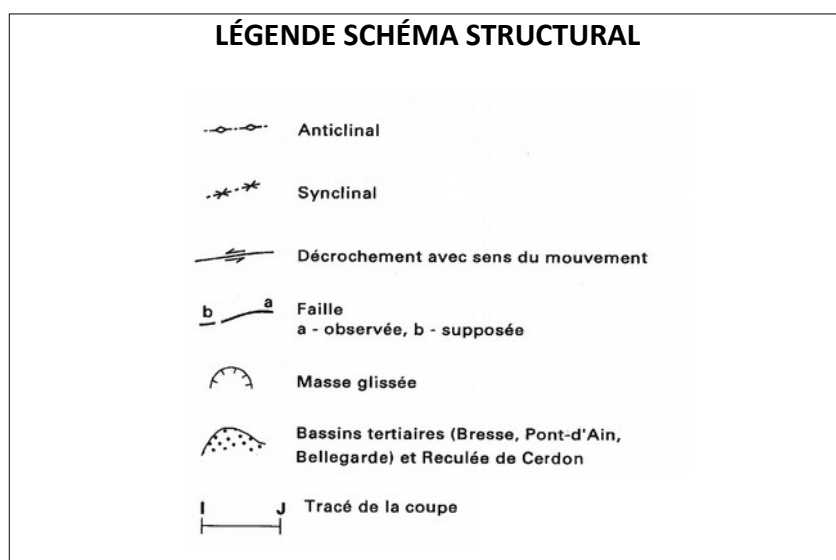 LÉGENDE SCHÉMA STRUCTURAL
Anticlinal
Synclinal
Décrochement avec sens du mouvement
b a Faille
a - observée, b - supposée
Masse glissée
Bassins tertiaires (Bresse, Pont-d'Ain,
Bellegarde) et Reculée de Cerdon
I J Tracé de la coupe